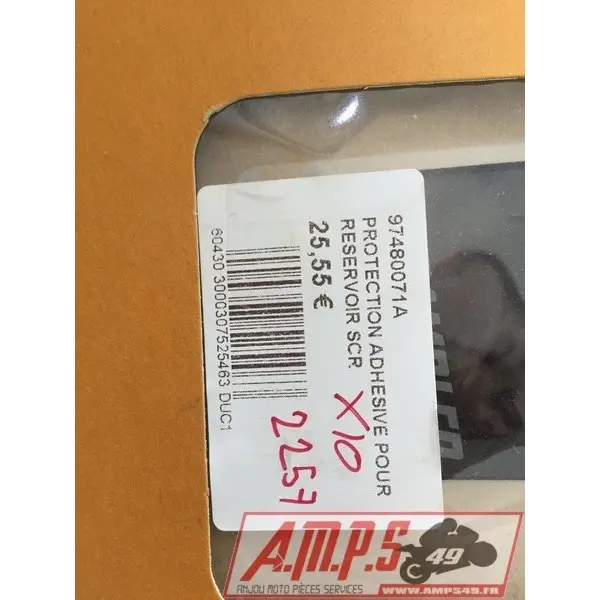 97480071A
PROTECTION ADHESIVE POUR
RESERVOIR SCR.
25,55 €
60430 3000307525463 DUC1
X10
2257
A.M.P.S 49
ANJOU MOTO PIÈCES SERVICES
WWW.AMPS49.FR